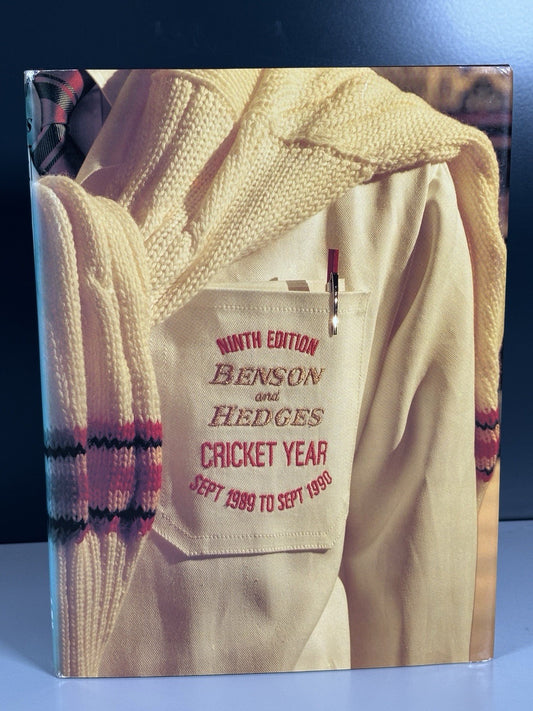 NINTH EDITION
BENSON
and
HEDGES
CRICKET YEAR
SEPT 1989 TO SEPT 1990